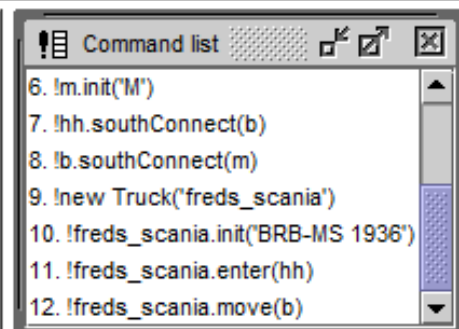 Command list
6. !m.init('M')
7. !hh.southConnect(b)
8. !b.southConnect(m)
9. !new Truck('freds_scania')
10. !freds_scania.init('BRB-MS 1936')
11. !freds_scania.enter(hh)
12. !freds_scania.move(b)